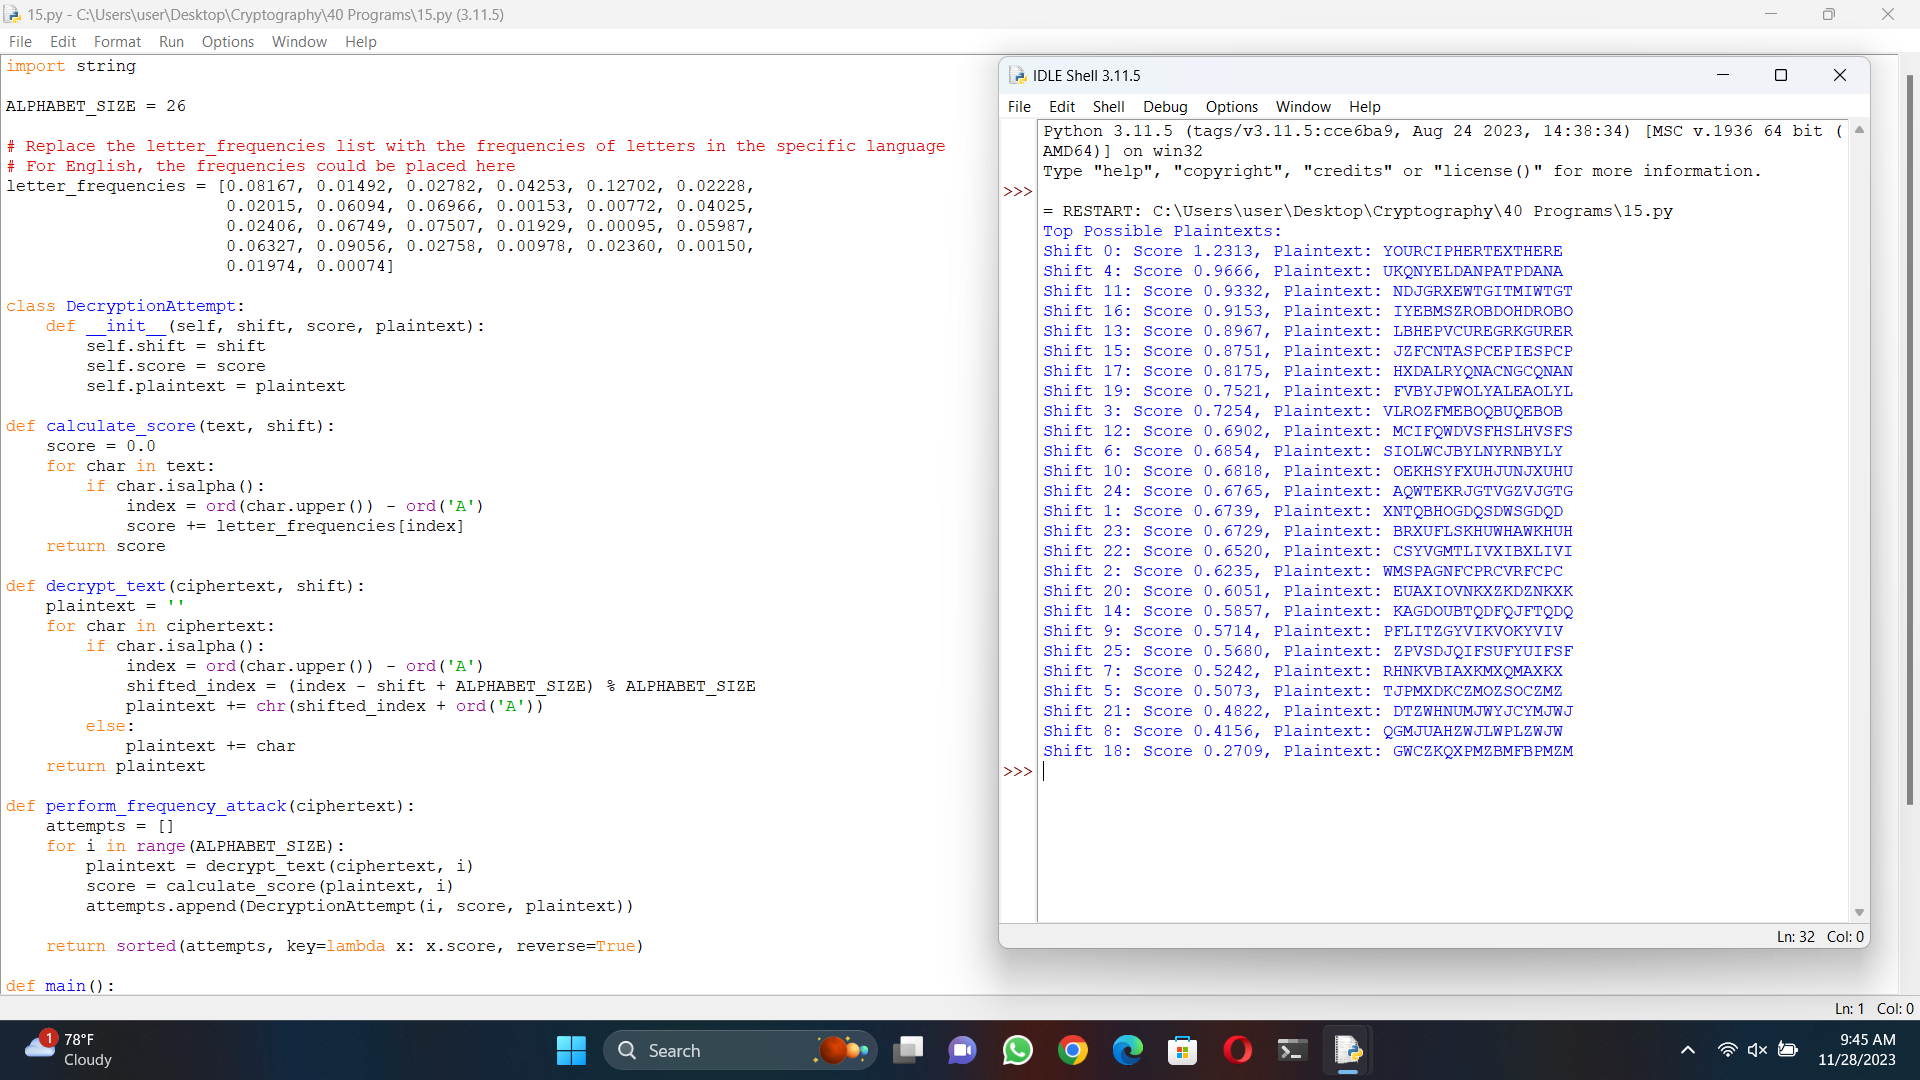 15.py - C:\Users\user\Desktop\Cryptography\40 Programs\15.py (3.11.5)
File Edit Format Run Options Window Help
import string
ALPHABET_SIZE = 26
# Replace the letter_frequencies list with the frequencies of letters in the specific language
# For English, the frequencies could be placed here
letter_frequencies = [0.08167, 0.01492, 0.02782, 0.04253, 0.12702, 0.02228,
                      0.02015, 0.06094, 0.06966, 0.00153, 0.00772, 0.04025,
                      0.02406, 0.06749, 0.07507, 0.01929, 0.00095, 0.05987,
                      0.06327, 0.09056, 0.02758, 0.00978, 0.02360, 0.00150,
                      0.01974, 0.00074]
class DecryptionAttempt:
    def __init__(self, shift, score, plaintext):
        self.shift = shift
        self.score = score
        self.plaintext = plaintext
def calculate_score(text, shift):
    score = 0.0
    for char in text:
        if char.isalpha():
            index = ord(char.upper()) - ord('A')
            score += letter_frequencies[index]
    return score
def decrypt_text(ciphertext, shift):
    plaintext = ''
    for char in ciphertext:
        if char.isalpha():
            index = ord(char.upper()) - ord('A')
            shifted_index = (index - shift + ALPHABET_SIZE) % ALPHABET_SIZE
            plaintext += chr(shifted_index + ord('A'))
        else:
            plaintext += char
    return plaintext
def perform_frequency_attack(ciphertext):
    attempts = []
    for i in range(ALPHABET_SIZE):
        plaintext = decrypt_text(ciphertext, i)
        score = calculate_score(plaintext, i)
        attempts.append(DecryptionAttempt(i, score, plaintext))
    return sorted(attempts, key=lambda x: x.score, reverse=True)
def main():
Ln: 1 Col: 0
IDLE Shell 3.11.5
File Edit Shell Debug Options Window Help
Python 3.11.5 (tags/v3.11.5:cce6ba9, Aug 24 2023, 14:38:34) [MSC v.1936 64 bit (
AMD64)] on win32
Type "help", "copyright", "credits" or "license()" for more information.
>>>
= RESTART: C:\Users\user\Desktop\Cryptography\40 Programs\15.py
Top Possible Plaintexts:
Shift 0: Score 1.2313, Plaintext: YOURCIPHERTEXTHERE
Shift 4: Score 0.9666, Plaintext: UKQNYELDANPATPDANA
Shift 11: Score 0.9332, Plaintext: NDJGRXEWTGITMIWTGT
Shift 16: Score 0.9153, Plaintext: IYEBMSZROBDOHDROBO
Shift 13: Score 0.8967, Plaintext: LBHEPVCUREGRKGURER
Shift 15: Score 0.8751, Plaintext: JZFCNTASPCEPIESPCP
Shift 17: Score 0.8175, Plaintext: HXDALRYQNACNGCQNAN
Shift 19: Score 0.7521, Plaintext: FVBYJPWOLYALEAOLYL
Shift 3: Score 0.7254, Plaintext: VLROZFMEBOQBUQEBOB
Shift 12: Score 0.6902, Plaintext: MCIFQWDVSFHSLHVSFS
Shift 6: Score 0.6854, Plaintext: SIOLWCJBYLNYRNBYLY
Shift 10: Score 0.6818, Plaintext: OEKHSYFXUHJUNJXUHU
Shift 24: Score 0.6765, Plaintext: AQWTEKRJGTVGZVJGTG
Shift 1: Score 0.6739, Plaintext: XNTQBHOGDQSDWSGDQD
Shift 23: Score 0.6729, Plaintext: BRXUFLSKHUWHAWKHUH
Shift 22: Score 0.6520, Plaintext: CSYVGMTLIVXIBXLIVI
Shift 2: Score 0.6235, Plaintext: WMSPAGNFCPRCVRFCPC
Shift 20: Score 0.6051, Plaintext: EUAXIOVNKXZKDZNKXK
Shift 14: Score 0.5857, Plaintext: KAGDOUBTQDFQJFTQDQ
Shift 9: Score 0.5714, Plaintext: PFLITZGYVIKVOKYVIV
Shift 25: Score 0.5680, Plaintext: ZPVSDJQIFSUFYUIFSF
Shift 7: Score 0.5242, Plaintext: RHNKVBIAXKMXQMAXKX
Shift 5: Score 0.5073, Plaintext: TJPMXDKCZMOZSOCZMZ
Shift 21: Score 0.4822, Plaintext: DTZWHNUMJWYJCYMJWJ
Shift 8: Score 0.4156, Plaintext: QGMJUAHZWJLWPLZWJW
Shift 18: Score 0.2709, Plaintext: GWCZKQXPMZBMFBPMZM
>>>
Ln: 32 Col: 0
1
78°F
Cloudy
Search
9:45 AM
11/28/2023